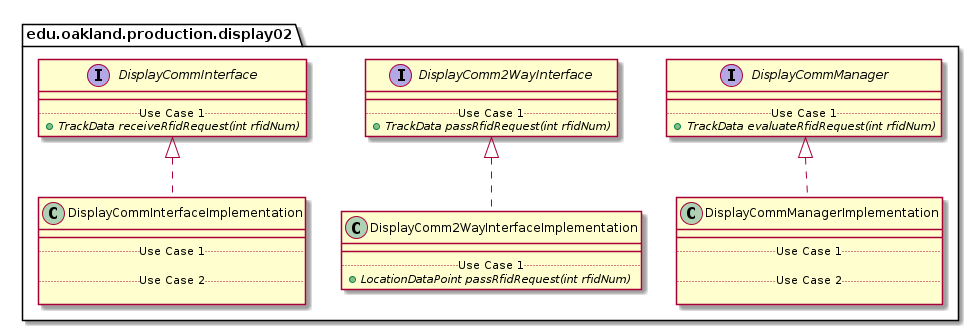 edu.oakland.production.display02
I DisplayCommInterface
Use Case 1
TrackData receiveRfidRequest(int rfidNum)
I DisplayComm2WayInterface
Use Case 1
TrackData passRfidRequest(int rfidNum)
I DisplayCommManager
Use Case 1
TrackData evaluateRfidRequest(int rfidNum)
C DisplayCommInterfaceImplementation
Use Case 1
Use Case 2
C DisplayComm2WayInterfaceImplementation
Use Case 1
LocationDataPoint passRfidRequest(int rfidNum)
C DisplayCommManagerImplementation
Use Case 1
Use Case 2